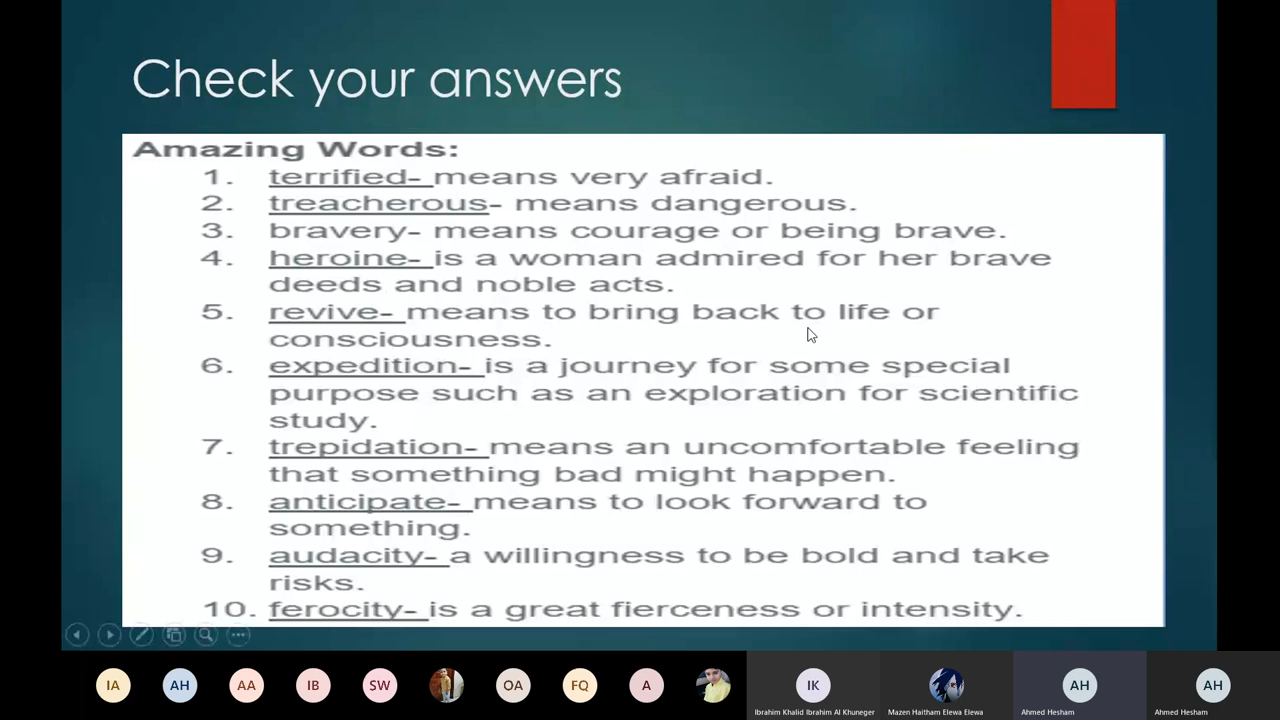 Check your answers
Amazing Words:
1. terrified- means very afraid.
2. treacherous- means dangerous.
3. bravery- means courage or being brave.
4. heroine- is a woman admired for her brave
deeds and noble acts.
5. revive- means to bring back to life or
consciousness.
6. expedition- is a journey for some special
purpose such as an exploration for scientific
study.
7. trepidation- means an uncomfortable feeling
that something bad might happen.
8. anticipate- means to look forward to
something.
9. audacity- a willingness to be bold and take
risks.
10. ferocity- is a great fierceness or intensity.
IA AH AA IB SW OA FQ A IK AH AH
Ibrahim Khalid Ibrahim Al Khuneger Mazen Haitham Elewa Elewa Ahmed Hesham Ahmed Hesham